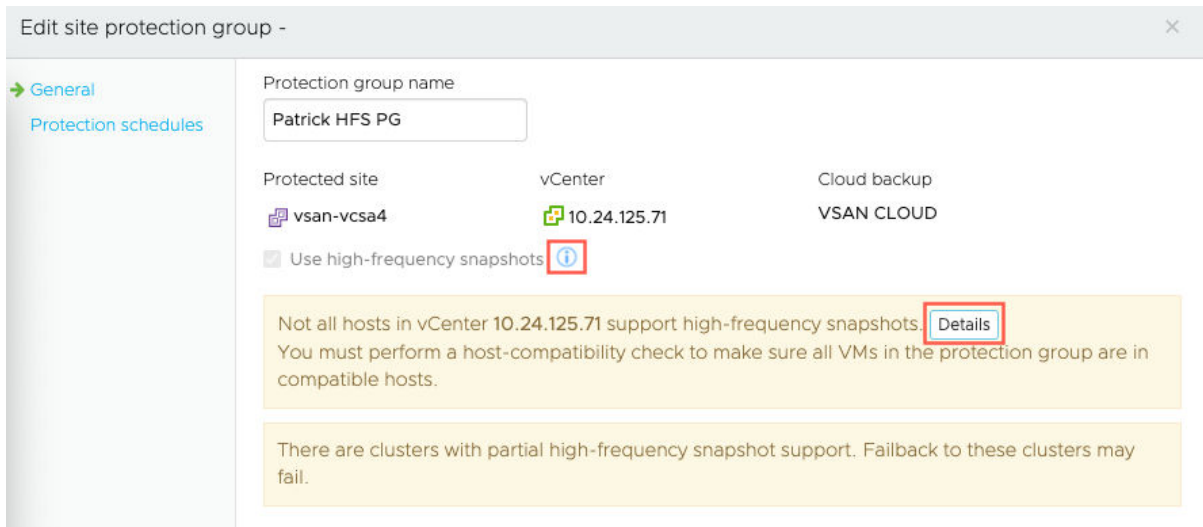 Edit site protection group -
General
Protection schedules
Protection group name
Patrick HFS PG
Protected site
vCenter
Cloud backup
vsan-vcsa4
10.24.125.71
VSAN CLOUD
Use high-frequency snapshots
Not all hosts in vCenter 10.24.125.71 support high-frequency snapshots. Details
You must perform a host-compatibility check to make sure all VMs in the protection group are in
compatible hosts.
There are clusters with partial high-frequency snapshot support. Failback to these clusters may
fail.